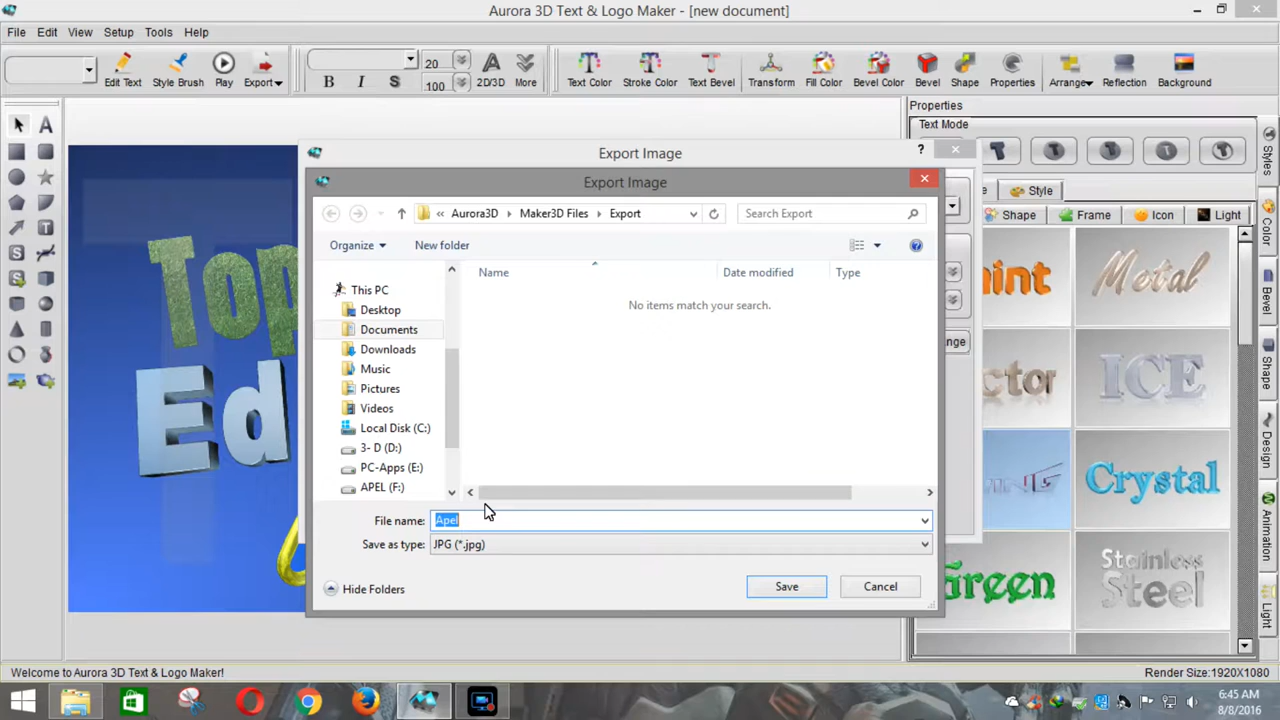 Aurora 3D Text & Logo Maker - [new document]
File Edit View Setup Tools Help
20
100
B I S 2D/3D More
Edit Text Style Brush Play Export
Text Color Stroke Color Text Bevel Transform Fill Color Bevel Color Bevel Shape Properties Arrange Reflection Background
Properties
Text Mode
Style
Shape Frame Icon Light
Styles
Color
Bevel
Shape
Design
Light
Export Image
?
Export Image
Aurora3D Maker3D Files Export
Search Export
Organize New folder
Name Date modified Type
No items match your search.
This PC
Desktop
Documents
Downloads
Music
Pictures
Videos
Local Disk (C:)
3- D (D:)
PC-Apps (E:)
APEL (F:)
File name: Apel
Save as type: JPG (*.jpg)
Hide Folders
Save Cancel
Top
Ed
Metal
ICE
Crystal
Green
Stainless
Steel
Welcome to Aurora 3D Text & Logo Maker!
Render Size:1920X1080
6:45 AM
8/8/2016